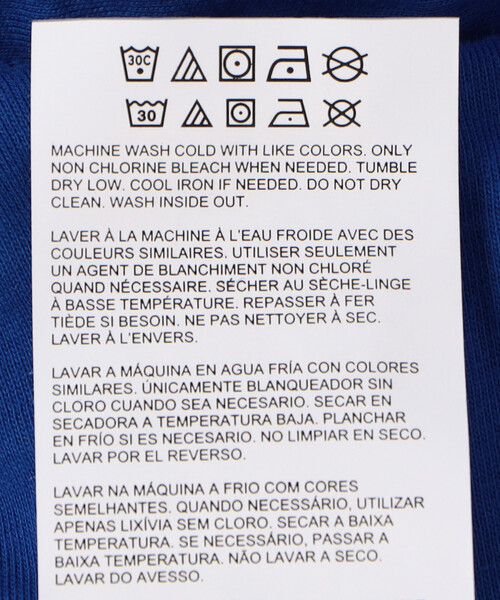 30C
30
MACHINE WASH COLD WITH LIKE COLORS. ONLY
NON CHLORINE BLEACH WHEN NEEDED. TUMBLE
DRY LOW. COOL IRON IF NEEDED. DO NOT DRY
CLEAN. WASH INSIDE OUT.
LAVER À LA MACHINE À L'EAU FROIDE AVEC DES
COULEURS SIMILAIRES. UTILISER SEULEMENT
UN AGENT DE BLANCHIMENT NON CHLORÉ
QUAND NÉCESSAIRE. SÉCHER AU SÈCHE-LINGE
À BASSE TEMPÉRATURE. REPASSER À FER
TIÈDE SI BESOIN. NE PAS NETTOYER À SEC.
LAVER À L'ENVERS.
LAVAR A MÁQUINA EN AGUA FRÍA CON COLORES
SIMILARES. ÚNICAMENTE BLANQUEADOR SIN
CLORO CUANDO SEA NECESARIO. SECAR EN
SECADORA A TEMPERATURA BAJA. PLANCHAR
EN FRÍO SI ES NECESARIO. NO LIMPIAR EN SECO.
LAVAR POR EL REVERSO.
LAVAR NA MÁQUINA A FRIO COM CORES
SEMELHANTES. QUANDO NECESSÁRIO, UTILIZAR
APENAS LIXÍVIA SEM CLORO. SECAR A BAIXA
TEMPERATURA. SE NECESSÁRIO, PASSAR A
BAIXA TEMPERATURA. NÃO LAVAR A SECO.
LAVAR DO AVESSO.